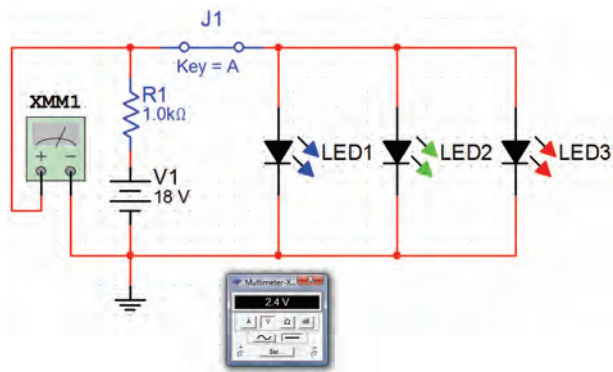 J1
Key = A
XMM1
R1
1.0kΩ
V1
18 V
LED1
LED2
LED3
Multimeter-X...
2.4 V
A V Ω dB
Set...